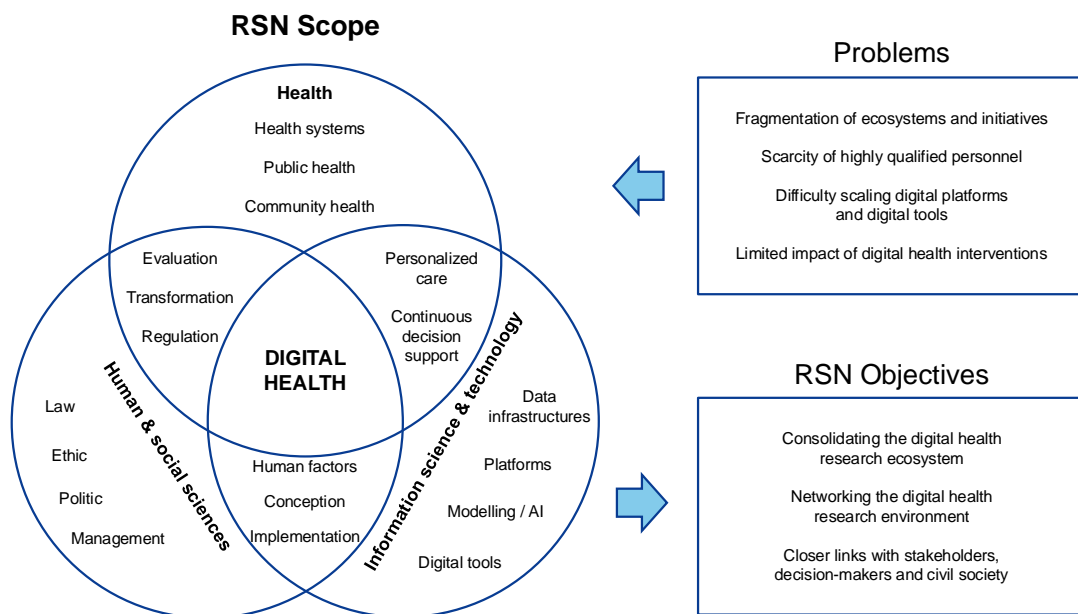 RSN Scope
Health
Health systems
Public health
Community health
Evaluation
Transformation
Regulation
Personalized
care
Continuous
decision
support
DIGITAL
HEALTH
Human & social sciences
Law
Ethic
Politic
Management
Information science & technology
Data
infrastructures
Platforms
Modelling / AI
Digital tools
Human factors
Conception
Implementation
Problems
Fragmentation of ecosystems and initiatives
Scarcity of highly qualified personnel
Difficulty scaling digital platforms
and digital tools
Limited impact of digital health interventions
RSN Objectives
Consolidating the digital health
research ecosystem
Networking the digital health
research environment
Closer links with stakeholders,
decision-makers and civil society